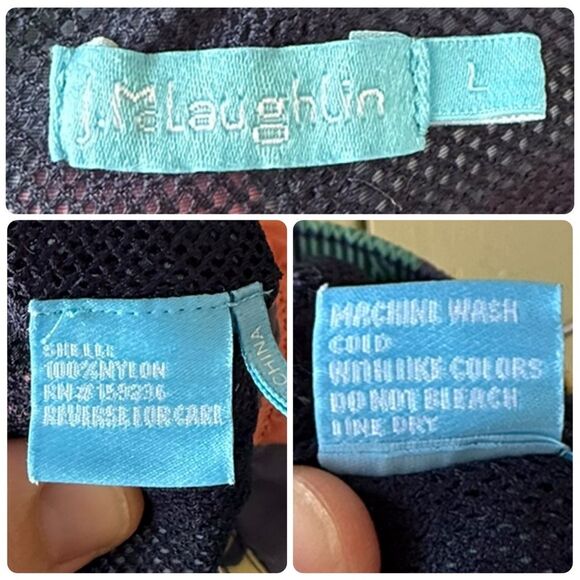 J.McLaughlin
L
SHELL:
100% NYLON
RN# 159236
REVERSE FOR CARE
CHINA
MACHINE WASH
COLD
WITH LIKE COLORS
DO NOT BLEACH
LINE DRY